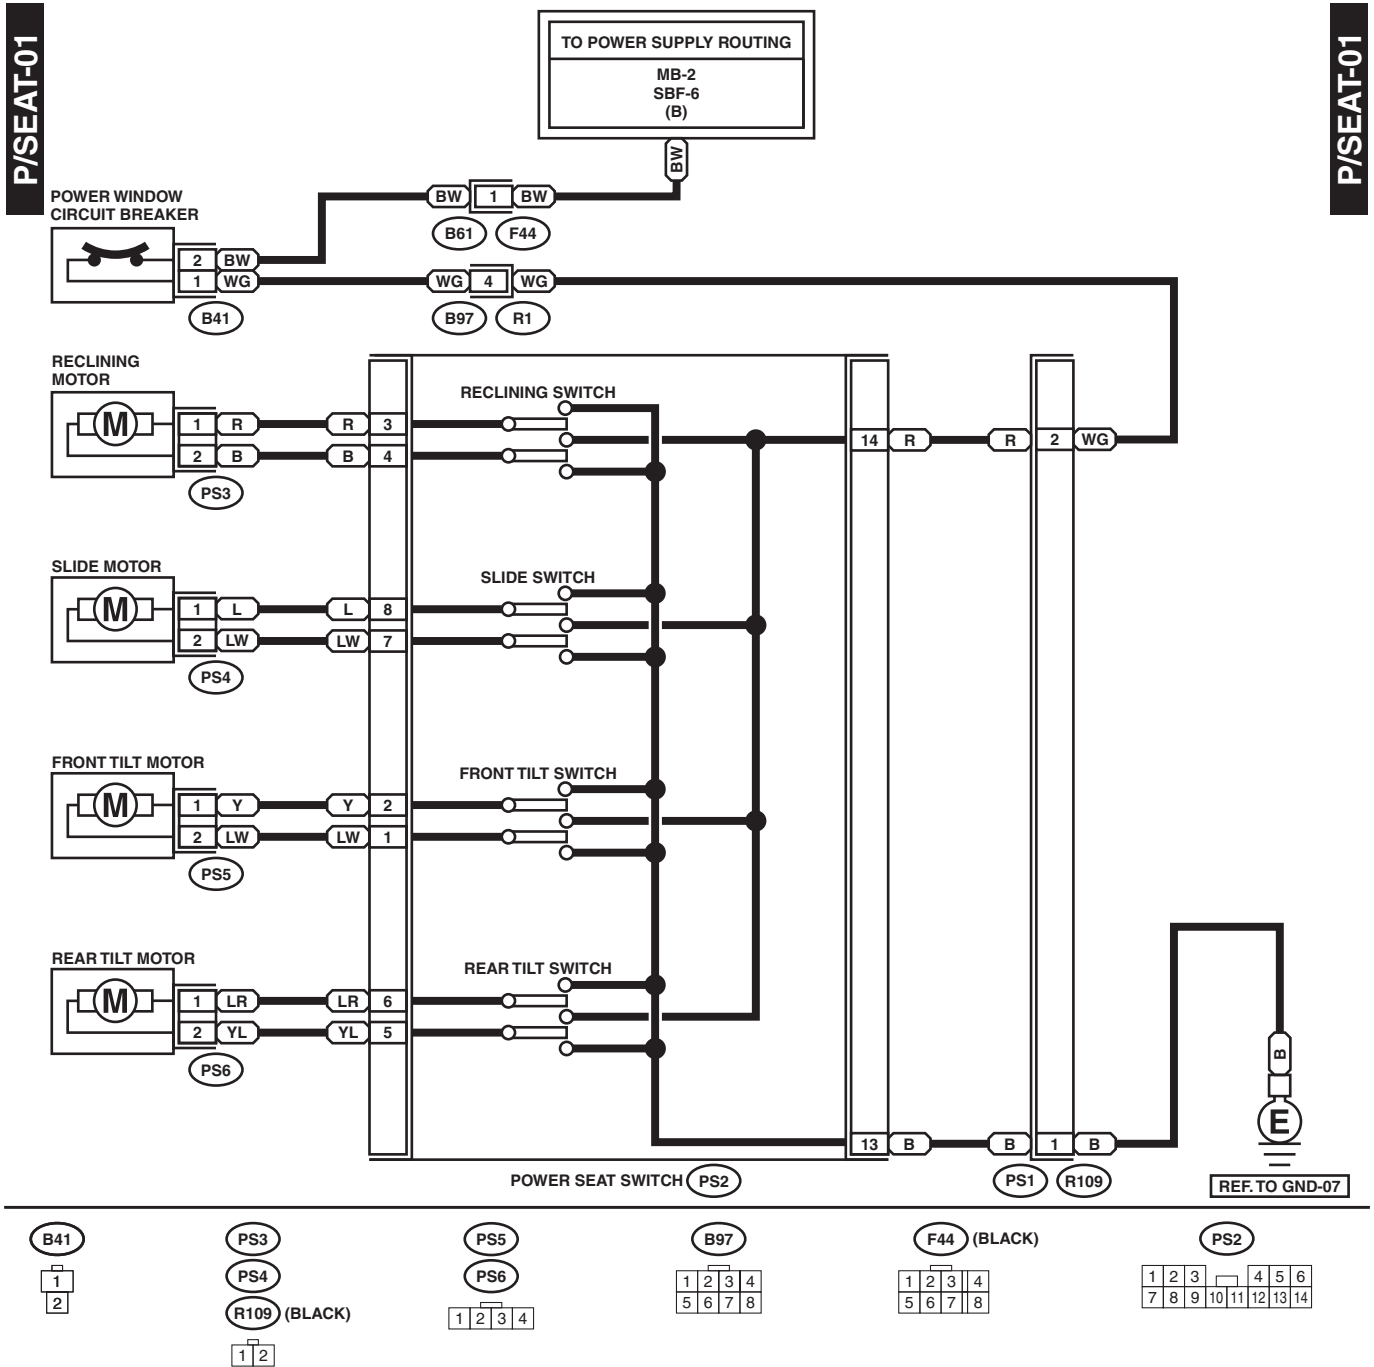 P/SEAT-01
P/SEAT-01
TO POWER SUPPLY ROUTING
MB-2
SBF-6
(B)
BW
POWER WINDOW
CIRCUIT BREAKER
BW 1 BW
B61 F44
2 BW
1 WG
WG 4 WG
B41
B97 R1
RECLINING
MOTOR
RECLINING SWITCH
M
1 R R 3
14 R R 2 WG
2 B B 4
PS3
SLIDE MOTOR
SLIDE SWITCH
M
1 L L 8
2 LW LW 7
PS4
FRONT TILT MOTOR
FRONT TILT SWITCH
M
1 Y Y 2
2 LW LW 1
PS5
REAR TILT MOTOR
REAR TILT SWITCH
M
1 LR LR 6
2 YL YL 5
PS6
B
E
13 B B 1 B
POWER SEAT SWITCH PS2
PS1 R109
REF. TO GND-07
B41
1
2
PS3
PS4
R109 (BLACK)
1 2
PS5
PS6
1 2 3 4
B97
1 2 3 4
5 6 7 8
F44 (BLACK)
1 2 3 4
5 6 7 8
PS2
1 2 3 4 5 6
7 8 9 10 11 12 13 14